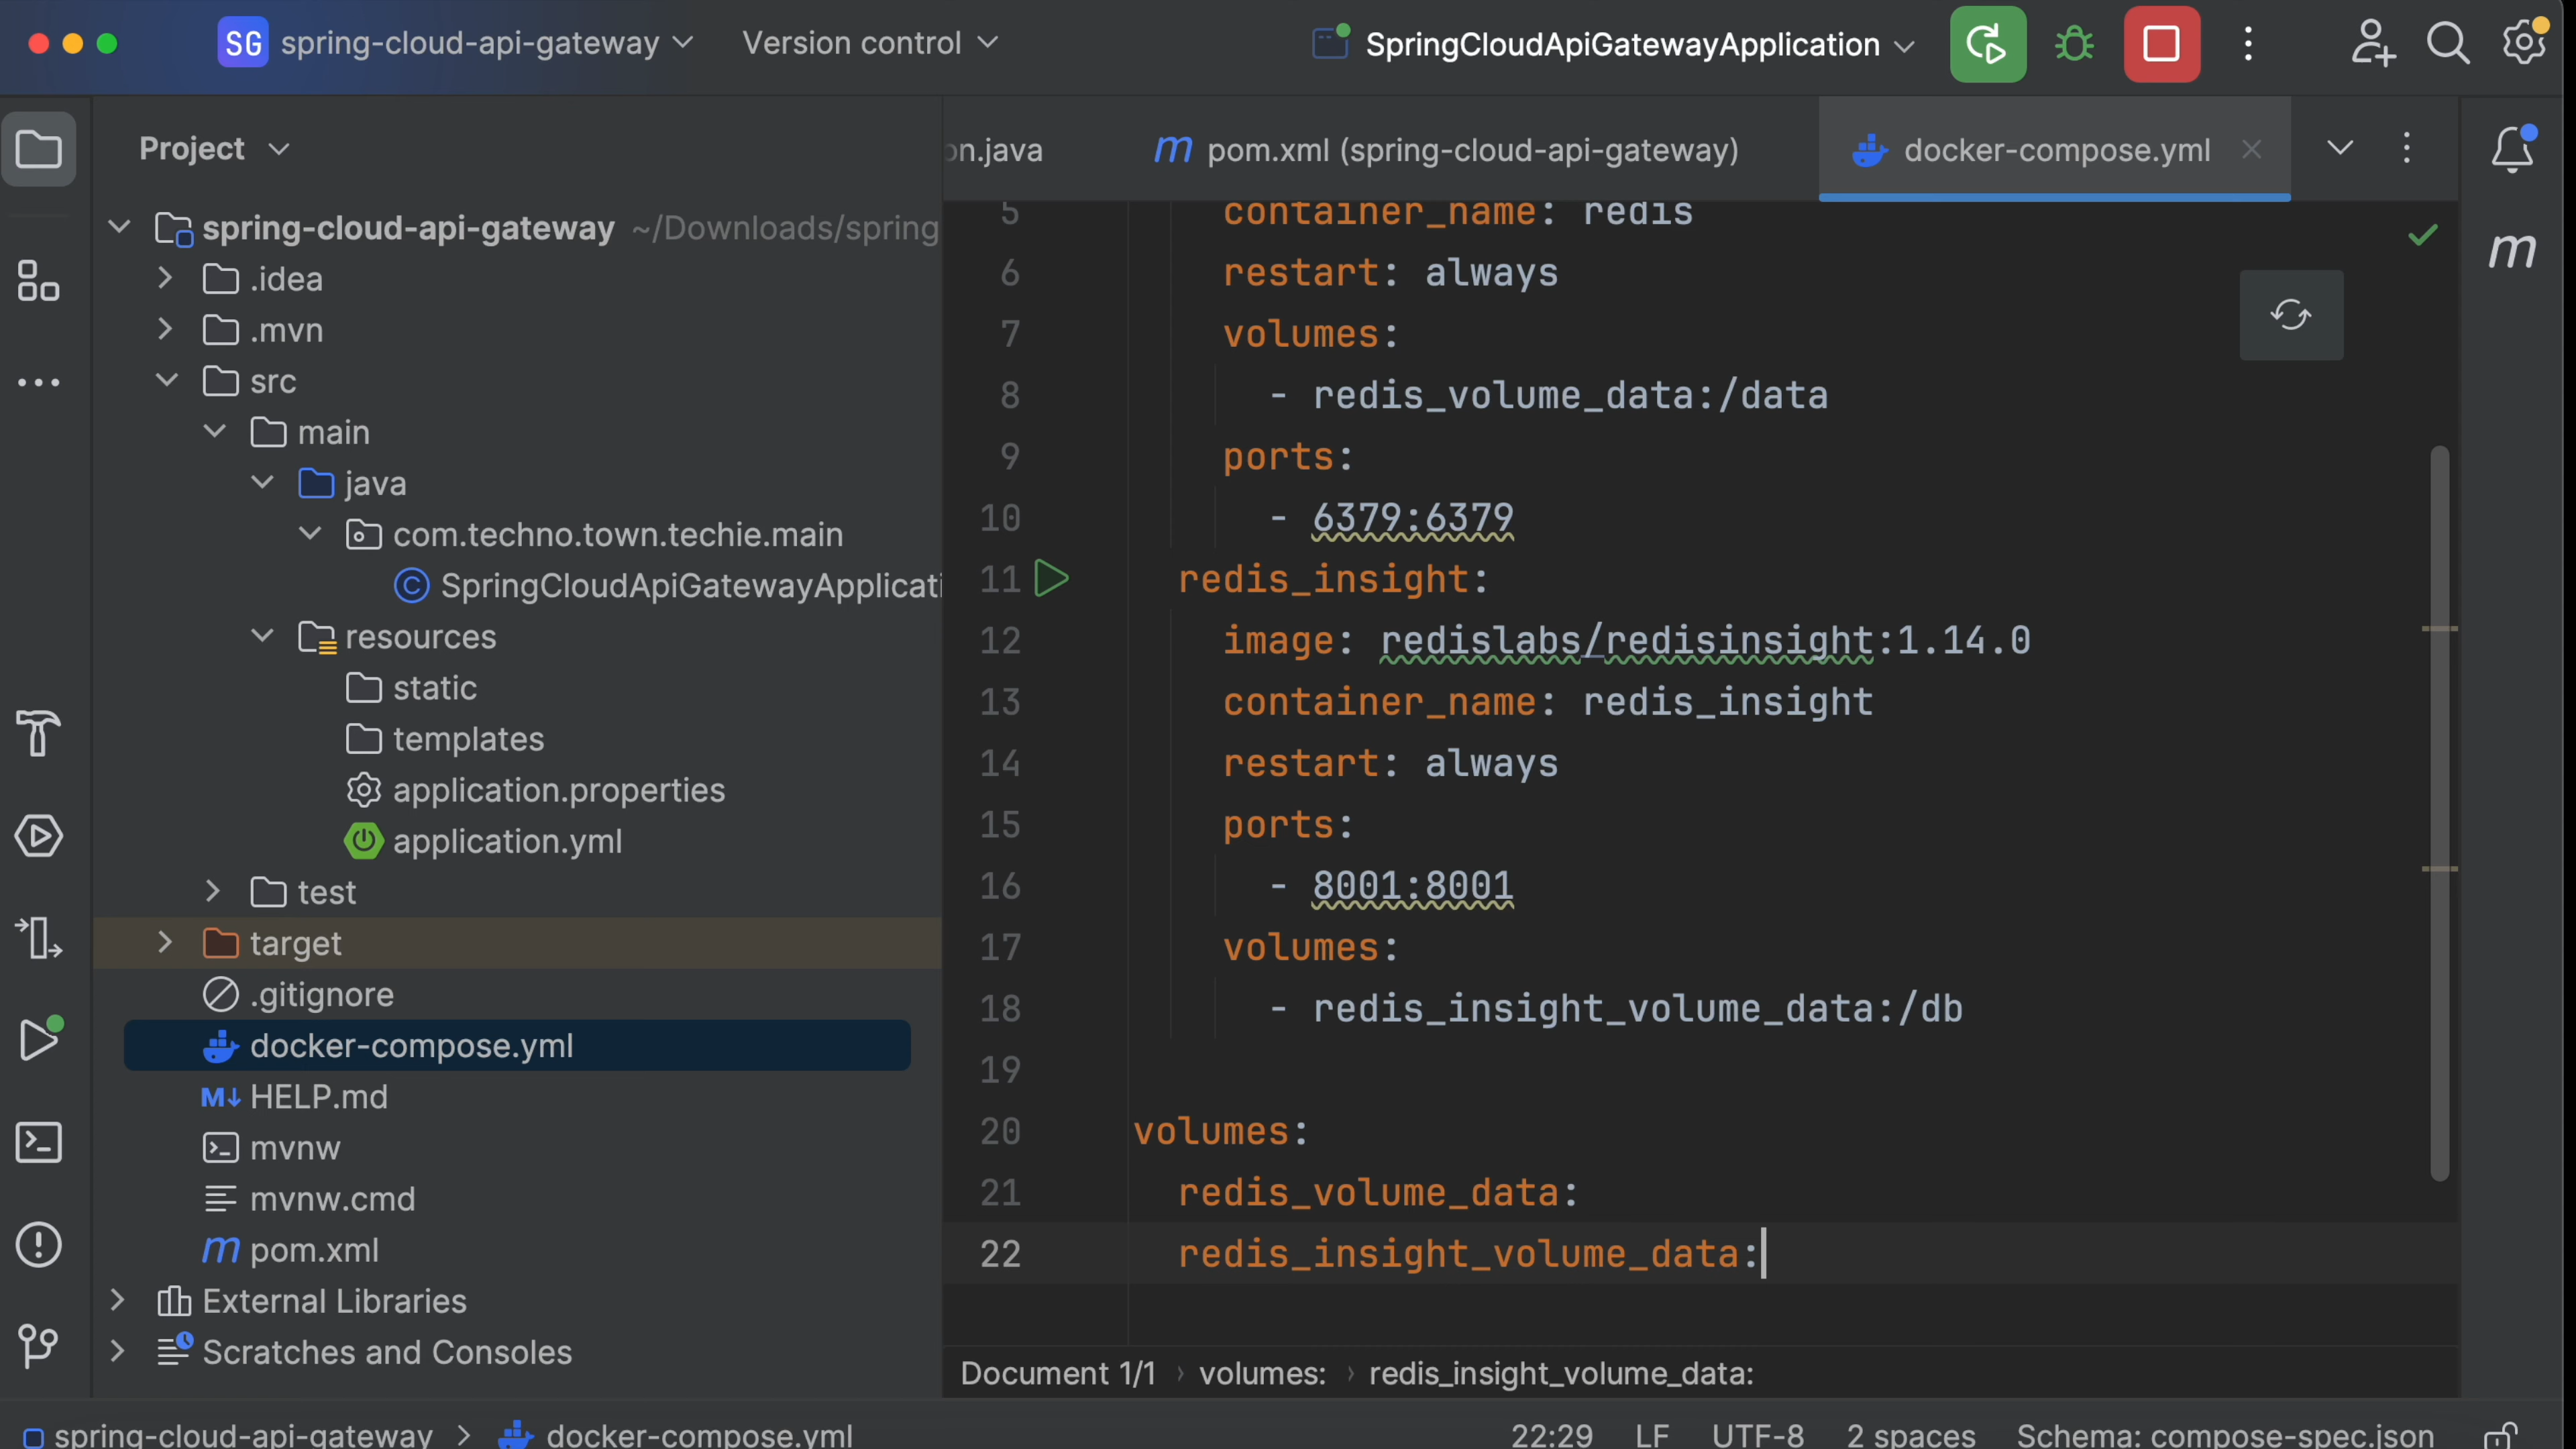 SG spring-cloud-api-gateway
Version control
SpringCloudApiGatewayApplication
Project
spring-cloud-api-gateway ~/Downloads/spring
.idea
.mvn
src
main
java
com.techno.town.techie.main
C SpringCloudApiGatewayApplicati
resources
static
templates
application.properties
application.yml
test
target
.gitignore
docker-compose.yml
M↓ HELP.md
mvnw
mvnw.cmd
m pom.xml
External Libraries
Scratches and Consoles
on.java
m pom.xml (spring-cloud-api-gateway)
docker-compose.yml
m
5 container_name: redis
6 restart: always
7 volumes:
8 - redis_volume_data:/data
9 ports:
10 - 6379:6379
11 redis_insight:
12 image: redislabs/redisinsight:1.14.0
13 container_name: redis_insight
14 restart: always
15 ports:
16 - 8001:8001
17 volumes:
18 - redis_insight_volume_data:/db
19
20 volumes:
21 redis_volume_data:
22 redis_insight_volume_data:
Document 1/1 › volumes: › redis_insight_volume_data:
spring-cloud-api-gateway > docker-compose.yml
22:29 LF UTF-8 2 spaces Schema: compose-spec.json